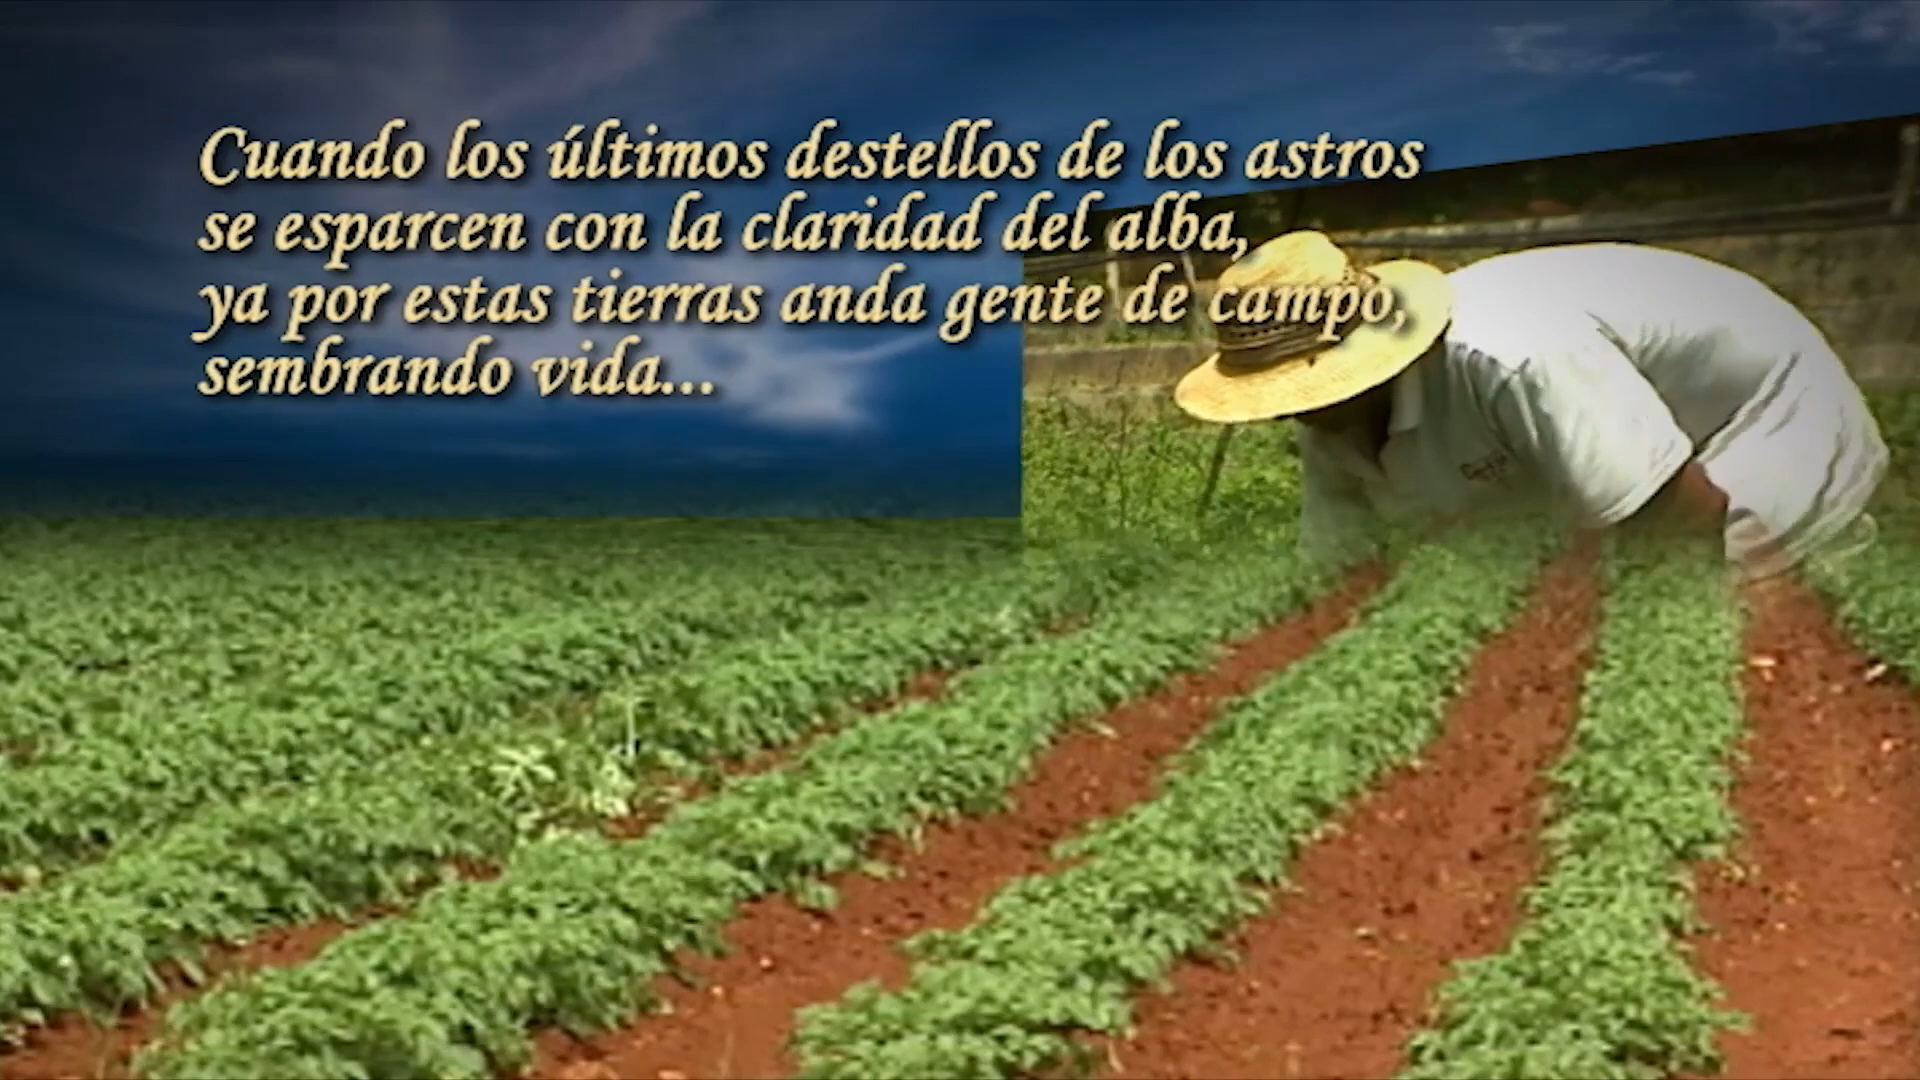 Cuando los últimos destellos de los astros
se esparcen con la claridad del alba,
ya por estas tierras anda gente de campo,
sembrando vida...